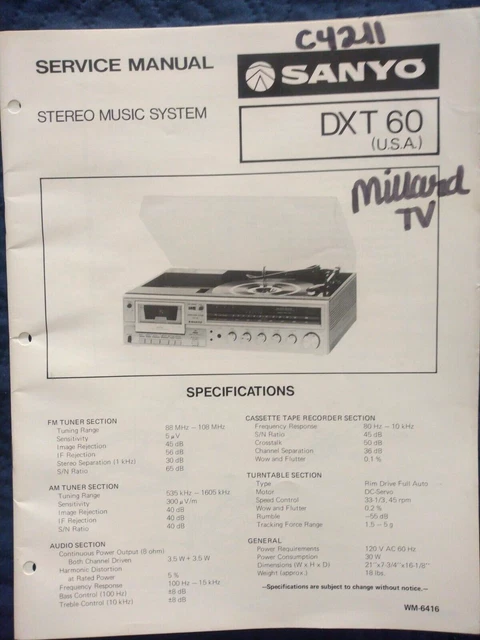 C4211
SERVICE MANUAL
SANYO
STEREO MUSIC SYSTEM
DXT 60
(U.S.A.)
Millard
TV
SPECIFICATIONS
FM TUNER SECTION
Tuning Range 88 MHz – 108 MHz
Sensitivity 5 μV
Image Rejection 45 dB
IF Rejection 56 dB
Stereo Separation (1 kHz) 30 dB
S/N Ratio 65 dB
AM TUNER SECTION
Tuning Range 535 kHz – 1605 kHz
Sensitivity 300 μV/m
Image Rejection 40 dB
IF Rejection 40 dB
S/N Ratio 40 dB
AUDIO SECTION
Continuous Power Output (8 ohm)
Both Channel Driven 3.5 W + 3.5 W
Harmonic Distortion
at Rated Power 5 %
Frequency Response 100 Hz – 15 kHz
Bass Control (100 Hz) ±8 dB
Treble Control (10 kHz) ±8 dB
CASSETTE TAPE RECORDER SECTION
Frequency Response 80 Hz – 10 kHz
S/N Ratio 45 dB
Crosstalk 50 dB
Channel Separation 36 dB
Wow and Flutter 0.1 %
TURNTABLE SECTION
Type Rim Drive Full Auto
Motor DC-Servo
Speed Control 33-1/3, 45 rpm
Wow and Flutter 0.2 %
Rumble –55 dB
Tracking Force Range 1.5 – 5 g
GENERAL
Power Requirements 120 V AC 60 Hz
Power Consumption 30 W
Dimensions (W x H x D) 21"x7-3/4"x16-1/8"
Weight (approx.) 18 lbs.
–Specifications are subject to change without notice.–
WM-6416